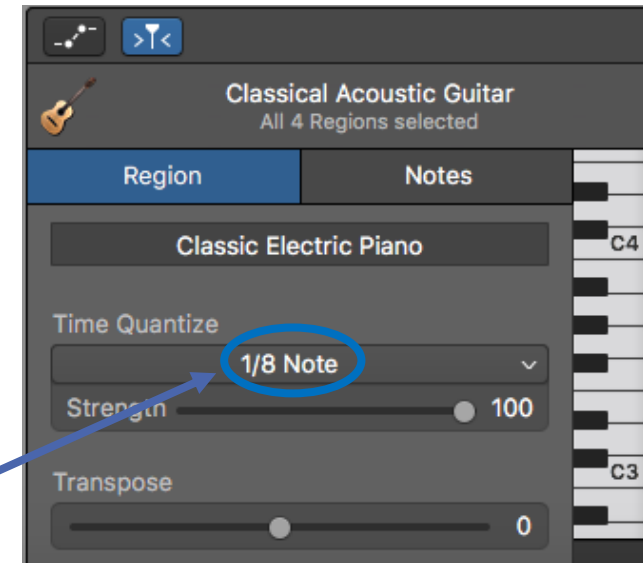 Classical Acoustic Guitar
All 4 Regions selected
Region Notes
Classic Electric Piano
C4
Time Quantize
1/8 Note
Strength 100
C3
Transpose
0